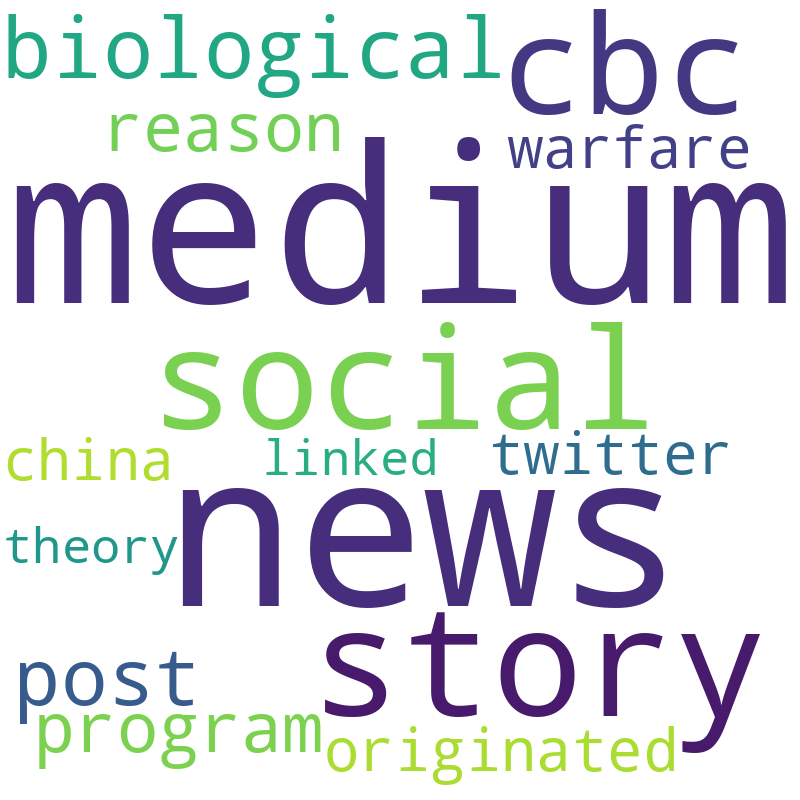 biological cbc
reason warfare
medium
social
china linked twitter
news
theory
story
post
program
originated